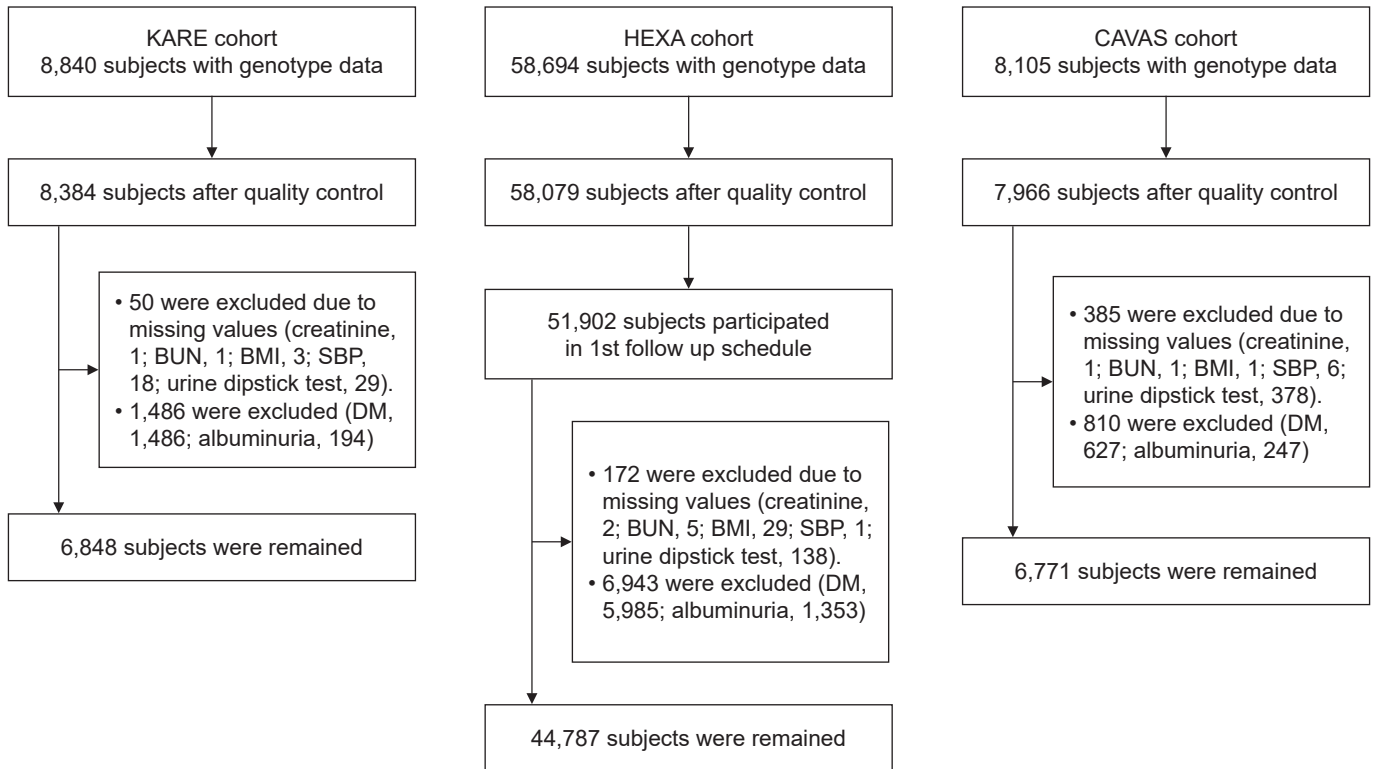 KARE cohort
8,840 subjects with genotype data
8,384 subjects after quality control
• 50 were excluded due to
missing values (creatinine,
1; BUN, 1; BMI, 3; SBP,
18; urine dipstick test, 29).
• 1,486 were excluded (DM,
1,486; albuminuria, 194)
6,848 subjects were remained
HEXA cohort
58,694 subjects with genotype data
58,079 subjects after quality control
51,902 subjects participated
in 1st follow up schedule
• 172 were excluded due to
missing values (creatinine,
2; BUN, 5; BMI, 29; SBP, 1;
urine dipstick test, 138).
• 6,943 were excluded (DM,
5,985; albuminuria, 1,353)
44,787 subjects were remained
CAVAS cohort
8,105 subjects with genotype data
7,966 subjects after quality control
• 385 were excluded due to
missing values (creatinine,
1; BUN, 1; BMI, 1; SBP, 6;
urine dipstick test, 378).
• 810 were excluded (DM,
627; albuminuria, 247)
6,771 subjects were remained